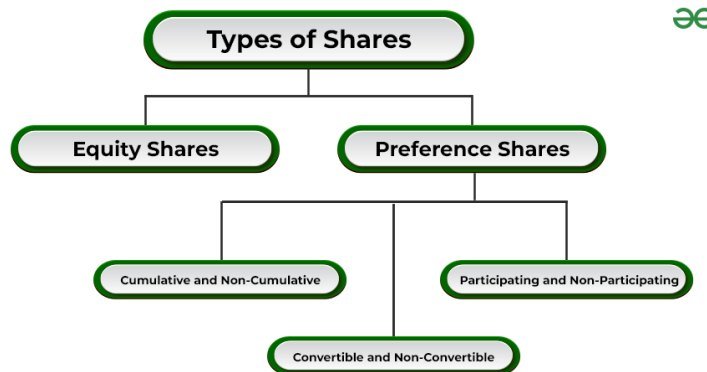 Types of Shares
Equity Shares
Preference Shares
Cumulative and Non-Cumulative
Participating and Non-Participating
Convertible and Non-Convertible